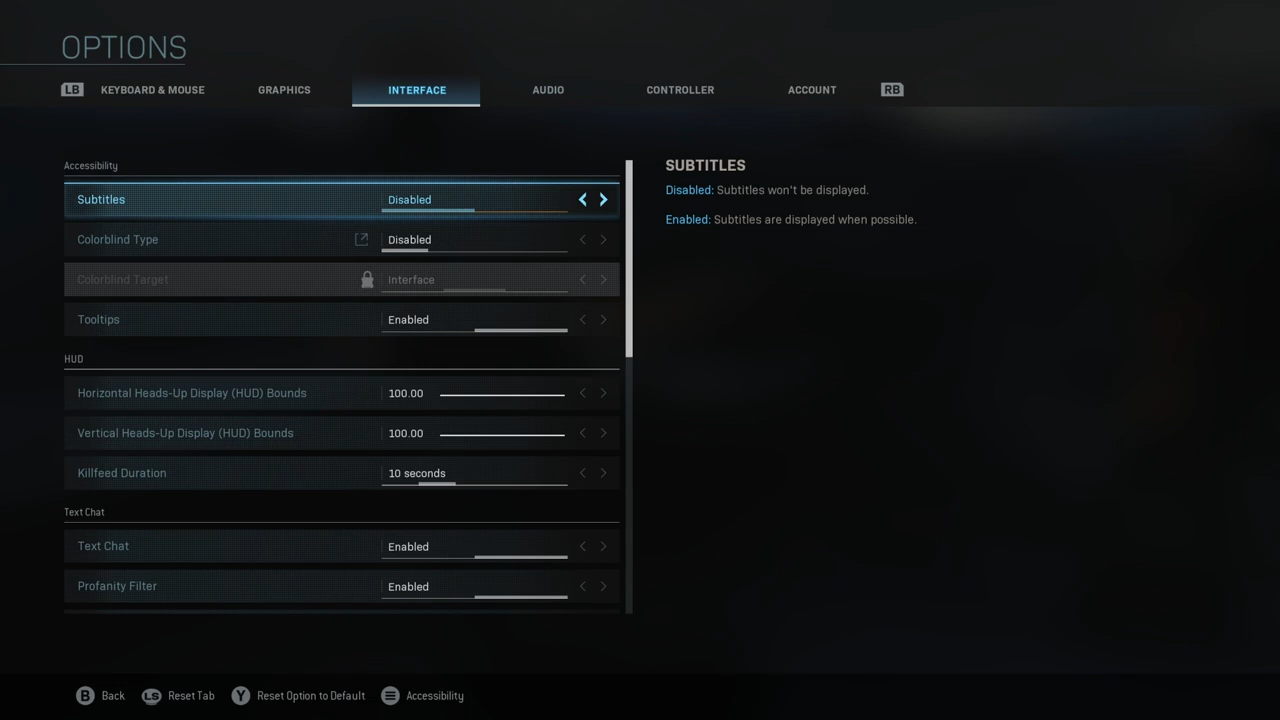 OPTIONS
LB KEYBOARD & MOUSE GRAPHICS INTERFACE AUDIO CONTROLLER ACCOUNT RB
Accessibility
Subtitles Disabled
Colorblind Type Disabled
Colorblind Target Interface
Tooltips Enabled
HUD
Horizontal Heads-Up Display (HUD) Bounds 100.00
Vertical Heads-Up Display (HUD) Bounds 100.00
Killfeed Duration 10 seconds
Text Chat
Text Chat Enabled
Profanity Filter Enabled
SUBTITLES
Disabled: Subtitles won't be displayed.
Enabled: Subtitles are displayed when possible.
B Back LS Reset Tab Y Reset Option to Default Accessibility